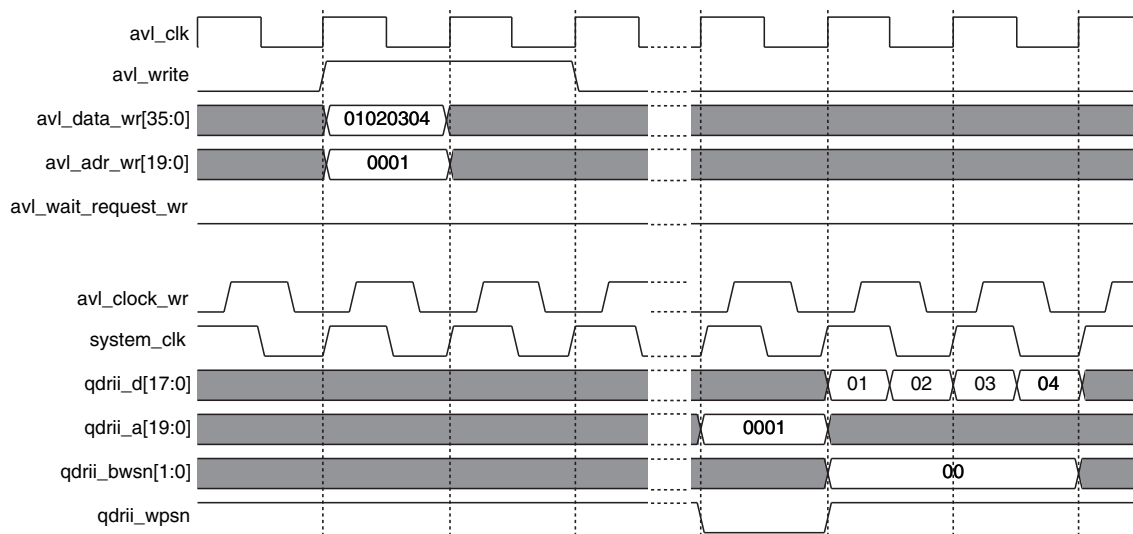 avl_clk
avl_write
avl_data_wr[35:0] 01020304
avl_adr_wr[19:0] 0001
avl_wait_request_wr
avl_clock_wr
system_clk
qdrii_d[17:0] 01 02 03 04
qdrii_a[19:0] 0001
qdrii_bwsn[1:0] 00
qdrii_wpsn